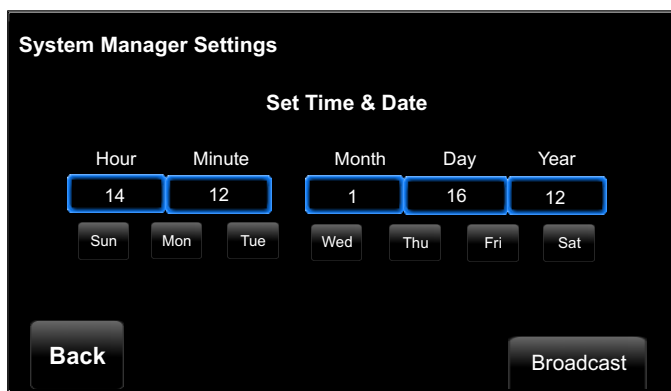 System Manager Settings
Set Time & Date
Hour Minute Month Day Year
14 12 1 16 12
Sun Mon Tue Wed Thu Fri Sat
Back Broadcast